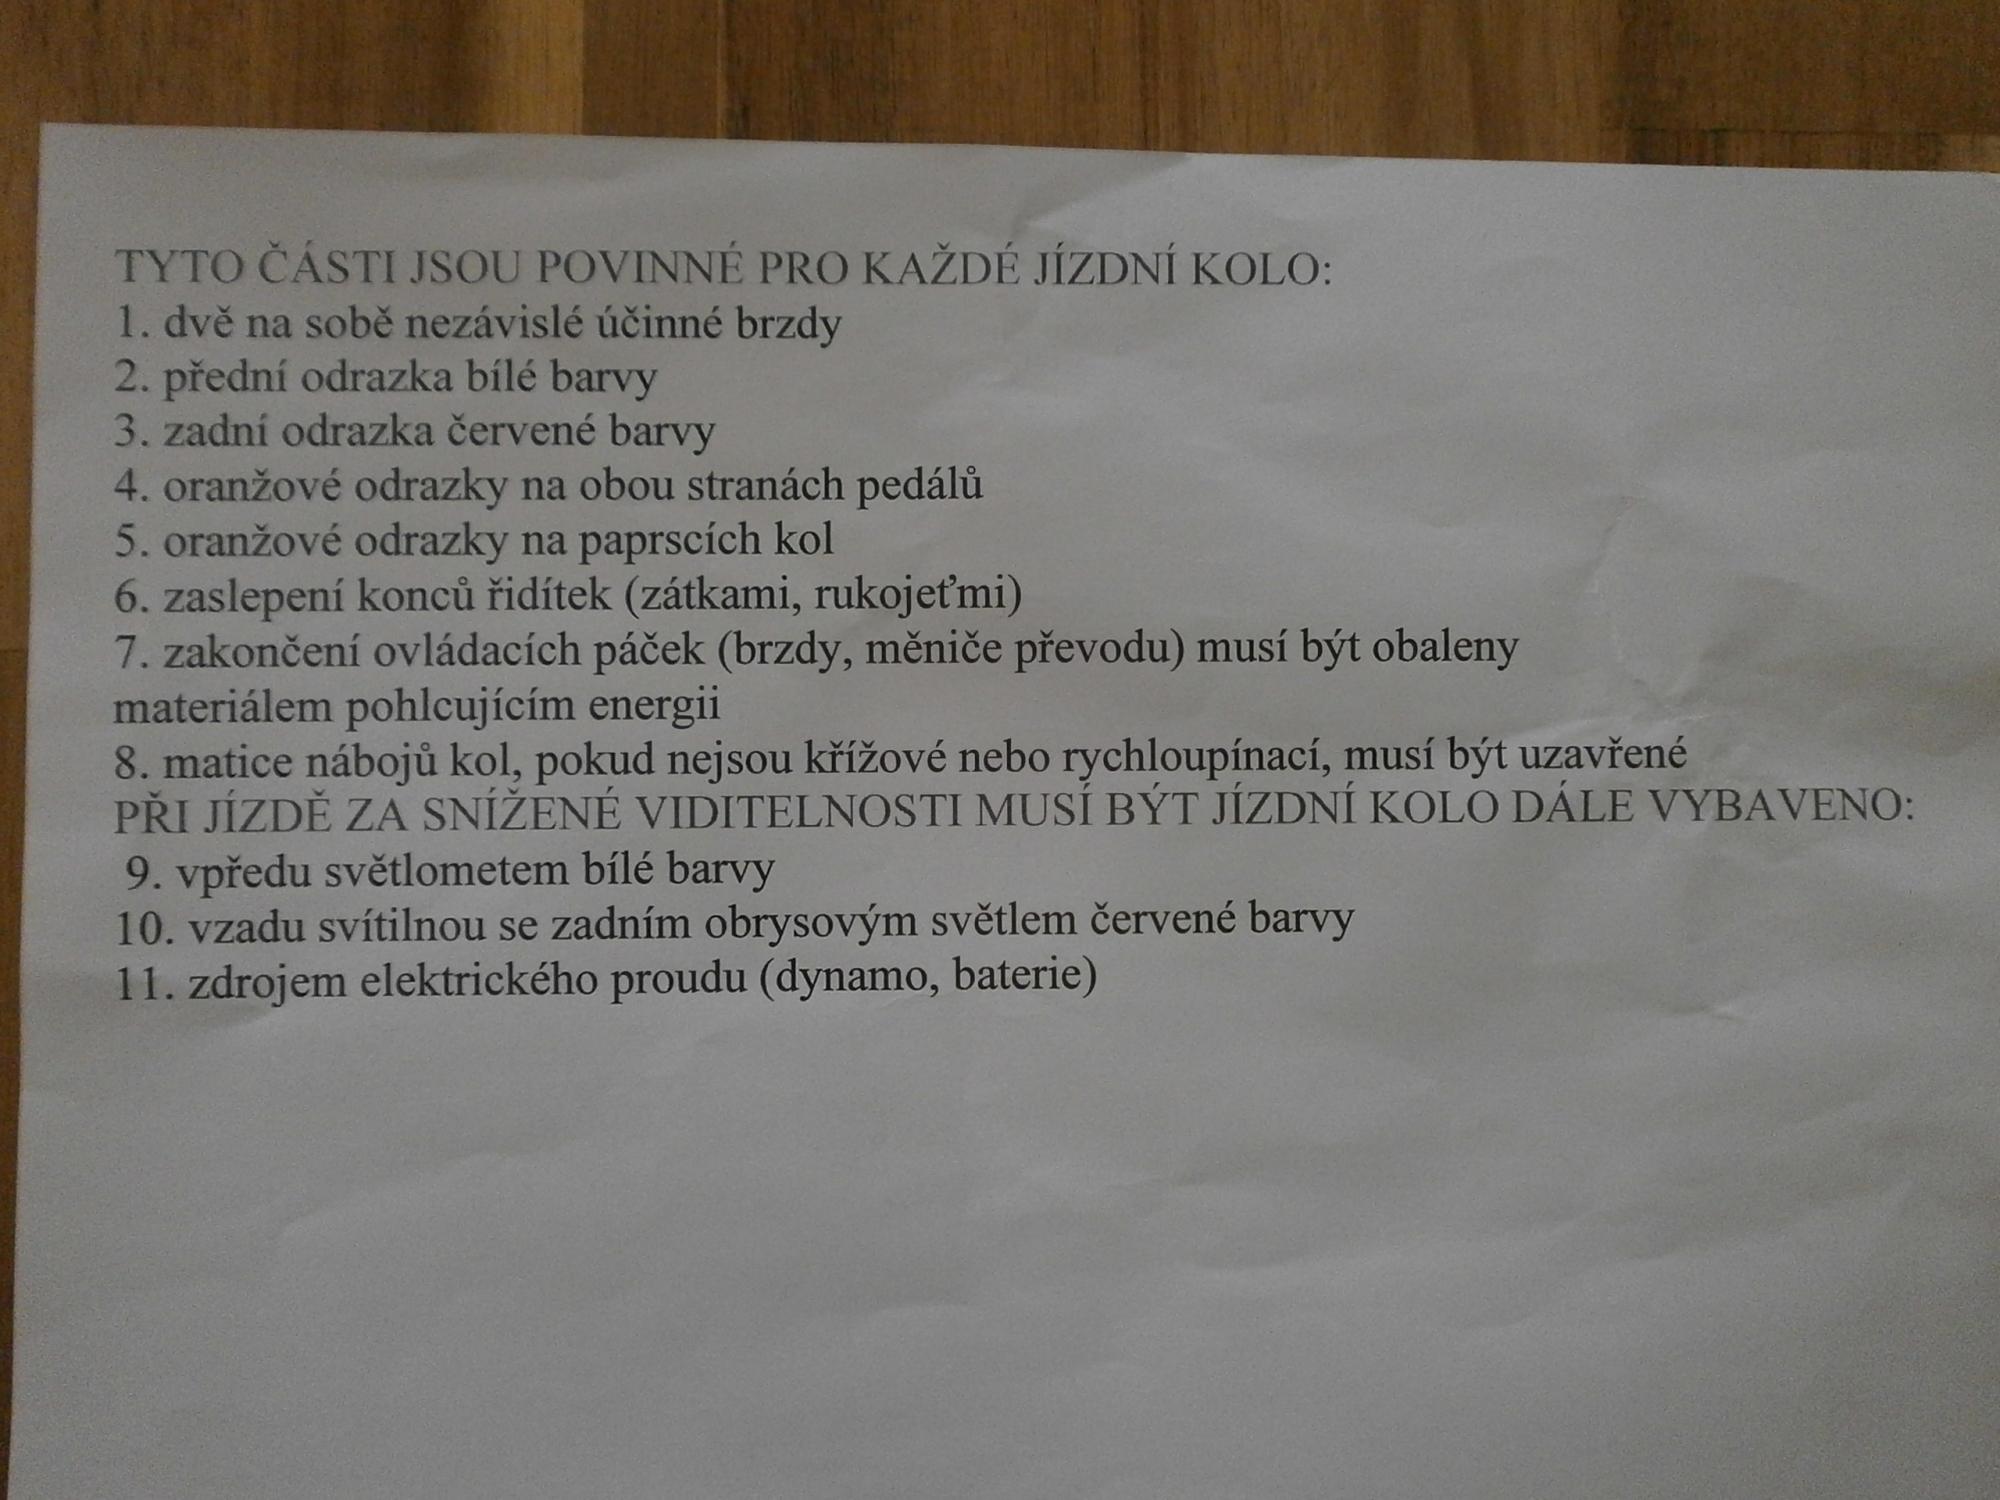 TYTO ČÁSTI JSOU POVINNÉ PRO KAŽDÉ JÍZDNÍ KOLO:
1. dvě na sobě nezávislé účinné brzdy
2. přední odrazka bílé barvy
3. zadní odrazka červené barvy
4. oranžové odrazky na obou stranách pedálů
5. oranžové odrazky na paprscích kol
6. zaslepení konců řidítek (zátkami, rukojeťmi)
7. zakončení ovládacích páček (brzdy, měniče převodu) musí být obaleny
materiálem pohlcujícím energii
8. matice nábojů kol, pokud nejsou křížové nebo rychloupínací, musí být uzavřené
PŘI JÍZDĚ ZA SNÍŽENÉ VIDITELNOSTI MUSÍ BÝT JÍZDNÍ KOLO DÁLE VYBAVENO:
9. vpředu světlometem bílé barvy
10. vzadu svítilnou se zadním obrysovým světlem červené barvy
11. zdrojem elektrického proudu (dynamo, baterie)